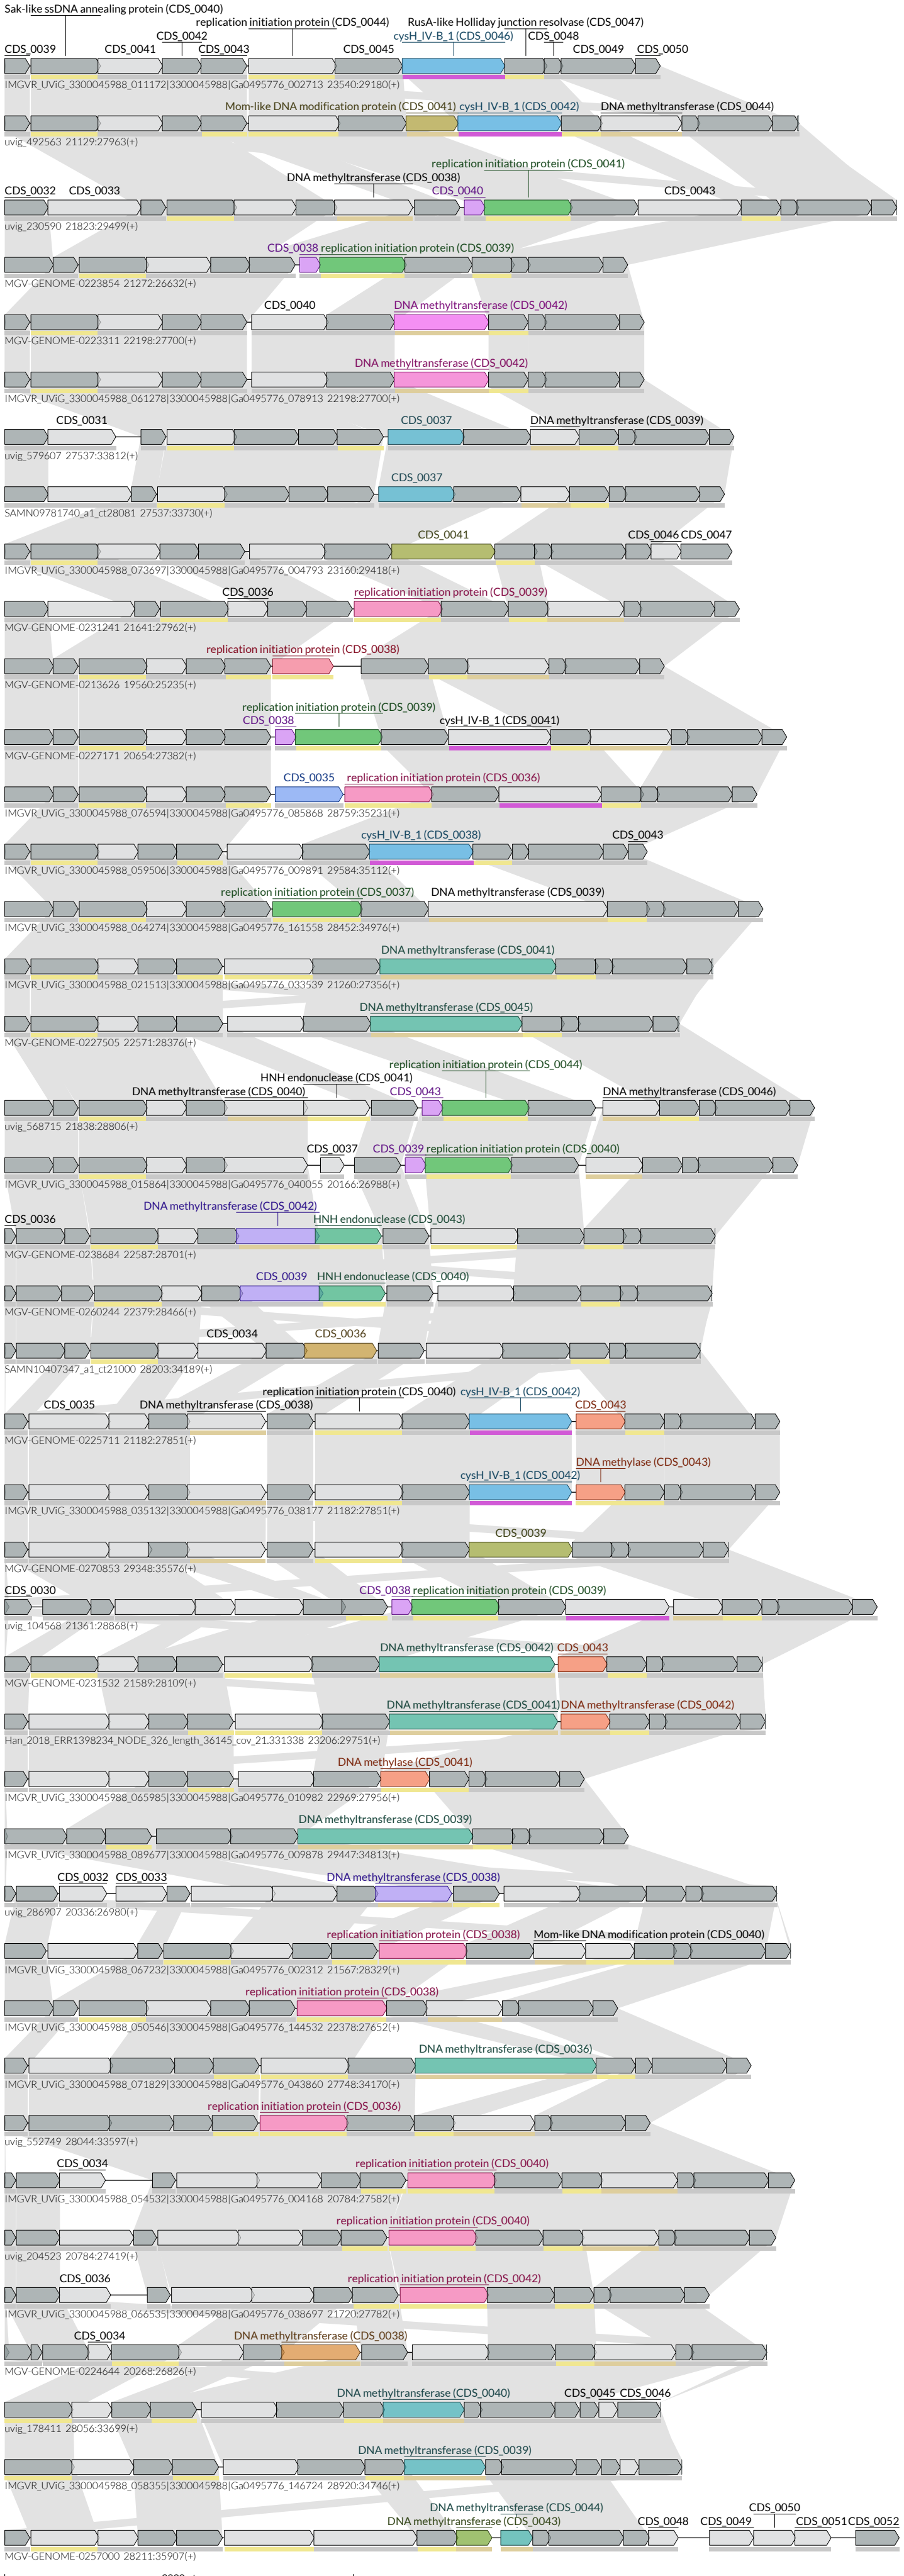 Sak-like ssDNA annealing protein (CDS_0040)
replication initiation protein (CDS_0044) RusA-like Holliday junction resolvase (CDS_0047)
CDS_0042 cysH_IV-B_1 (CDS_0046) CDS_0048
CDS_0039 CDS_0041 CDS_0043 CDS_0045 CDS_0049 CDS_0050
IMGVR_UViG_3300045988_011172|3300045988|Ga0495776_002713 23540:29180(+)
Mom-like DNA modification protein (CDS_0041) cysH_IV-B_1 (CDS_0042) DNA methyltransferase (CDS_0044)
uvig_492563 21129:27963(+)
replication initiation protein (CDS_0041)
DNA methyltransferase (CDS_0038)
CDS_0032 CDS_0033 CDS_0040 CDS_0043
uvig_230590 21823:29499(+)
CDS_0038 replication initiation protein (CDS_0039)
MGV-GENOME-0223854 21272:26632(+)
CDS_0040 DNA methyltransferase (CDS_0042)
MGV-GENOME-0223311 22198:27700(+)
DNA methyltransferase (CDS_0042)
IMGVR_UViG_3300045988_061278|3300045988|Ga0495776_078913 22198:27700(+)
CDS_0031 CDS_0037 DNA methyltransferase (CDS_0039)
uvig_579607 27537:33812(+)
CDS_0037
SAMN09781740_a1_ct28081 27537:33730(+)
CDS_0041 CDS_0046 CDS_0047
IMGVR_UViG_3300045988_073697|3300045988|Ga0495776_004793 23160:29418(+)
CDS_0036 replication initiation protein (CDS_0039)
MGV-GENOME-0231241 21641:27962(+)
replication initiation protein (CDS_0038)
MGV-GENOME-0213626 19560:25235(+)
replication initiation protein (CDS_0039)
CDS_0038 cysH_IV-B_1 (CDS_0041)
MGV-GENOME-0227171 20654:27382(+)
CDS_0035 replication initiation protein (CDS_0036)
IMGVR_UViG_3300045988_076594|3300045988|Ga0495776_085868 28759:35231(+)
cysH_IV-B_1 (CDS_0038) CDS_0043
IMGVR_UViG_3300045988_059506|3300045988|Ga0495776_009891 29584:35112(+)
replication initiation protein (CDS_0037) DNA methyltransferase (CDS_0039)
IMGVR_UViG_3300045988_064274|3300045988|Ga0495776_161558 28452:34976(+)
DNA methyltransferase (CDS_0041)
IMGVR_UViG_3300045988_021513|3300045988|Ga0495776_033539 21260:27356(+)
DNA methyltransferase (CDS_0045)
MGV-GENOME-0227505 22571:28376(+)
replication initiation protein (CDS_0044)
HNH endonuclease (CDS_0041)
DNA methyltransferase (CDS_0040) CDS_0043 DNA methyltransferase (CDS_0046)
uvig_568715 21838:28806(+)
CDS_0037 CDS_0039 replication initiation protein (CDS_0040)
IMGVR_UViG_3300045988_015864|3300045988|Ga0495776_040055 20166:26988(+)
DNA methyltransferase (CDS_0042)
CDS_0036 HNH endonuclease (CDS_0043)
MGV-GENOME-0238684 22587:28701(+)
CDS_0039 HNH endonuclease (CDS_0040)
MGV-GENOME-0260244 22379:28466(+)
CDS_0034 CDS_0036
SAMN10407347_a1_ct21000 28203:34189(+)
replication initiation protein (CDS_0040) cysH_IV-B_1 (CDS_0042)
CDS_0035 DNA methyltransferase (CDS_0038) CDS_0043
MGV-GENOME-0225711 21182:27851(+)
DNA methylase (CDS_0043)
cysH_IV-B_1 (CDS_0042)
IMGVR_UViG_3300045988_035132|3300045988|Ga0495776_038177 21182:27851(+)
CDS_0039
MGV-GENOME-0270853 29348:35576(+)
CDS_0030 CDS_0038 replication initiation protein (CDS_0039)
uvig_104568 21361:28868(+)
DNA methyltransferase (CDS_0042) CDS_0043
MGV-GENOME-0231532 21589:28109(+)
DNA methyltransferase (CDS_0041) DNA methyltransferase (CDS_0042)
Han_2018_ERR1398234_NODE_326_length_36145_cov_21.331338 23206:29751(+)
DNA methylase (CDS_0041)
IMGVR_UViG_3300045988_065985|3300045988|Ga0495776_010982 22969:27956(+)
DNA methyltransferase (CDS_0039)
IMGVR_UViG_3300045988_089677|3300045988|Ga0495776_009878 29447:34813(+)
CDS_0032 CDS_0033 DNA methyltransferase (CDS_0038)
uvig_286907 20336:26980(+)
replication initiation protein (CDS_0038) Mom-like DNA modification protein (CDS_0040)
IMGVR_UViG_3300045988_067232|3300045988|Ga0495776_002312 21567:28329(+)
replication initiation protein (CDS_0038)
IMGVR_UViG_3300045988_050546|3300045988|Ga0495776_144532 22378:27652(+)
DNA methyltransferase (CDS_0036)
IMGVR_UViG_3300045988_071829|3300045988|Ga0495776_043860 27748:34170(+)
replication initiation protein (CDS_0036)
uvig_552749 28044:33597(+)
CDS_0034 replication initiation protein (CDS_0040)
IMGVR_UViG_3300045988_054532|3300045988|Ga0495776_004168 20784:27582(+)
replication initiation protein (CDS_0040)
uvig_204523 20784:27419(+)
CDS_0036 replication initiation protein (CDS_0042)
IMGVR_UViG_3300045988_066535|3300045988|Ga0495776_038697 21720:27782(+)
CDS_0034 DNA methyltransferase (CDS_0038)
MGV-GENOME-0224644 20268:26826(+)
DNA methyltransferase (CDS_0040) CDS_0045 CDS_0046
uvig_178411 28056:33699(+)
DNA methyltransferase (CDS_0039)
IMGVR_UViG_3300045988_058355|3300045988|Ga0495776_146724 28920:34746(+)
DNA methyltransferase (CDS_0044) CDS_0050
DNA methyltransferase (CDS_0043) CDS_0048 CDS_0049 CDS_0051 CDS_0052
MGV-GENOME-0257000 28211:35907(+)